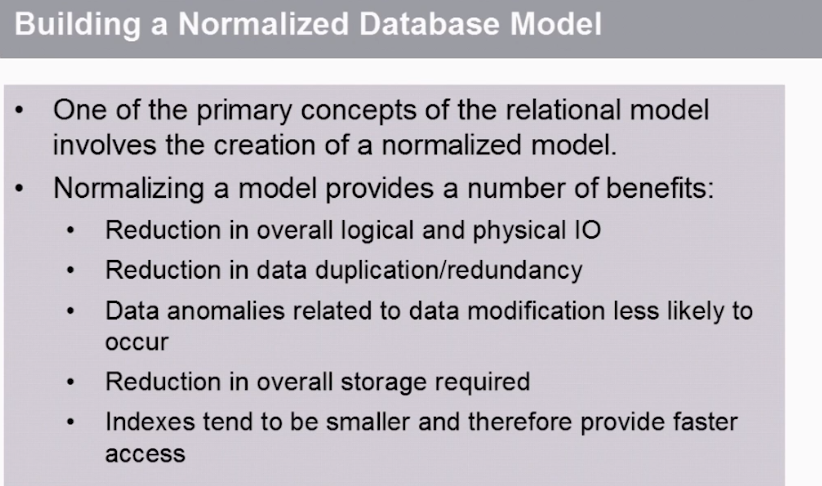 Building a Normalized Database Model
• One of the primary concepts of the relational model
involves the creation of a normalized model.
• Normalizing a model provides a number of benefits:
• Reduction in overall logical and physical IO
• Reduction in data duplication/redundancy
• Data anomalies related to data modification less likely to
occur
• Reduction in overall storage required
• Indexes tend to be smaller and therefore provide faster
access